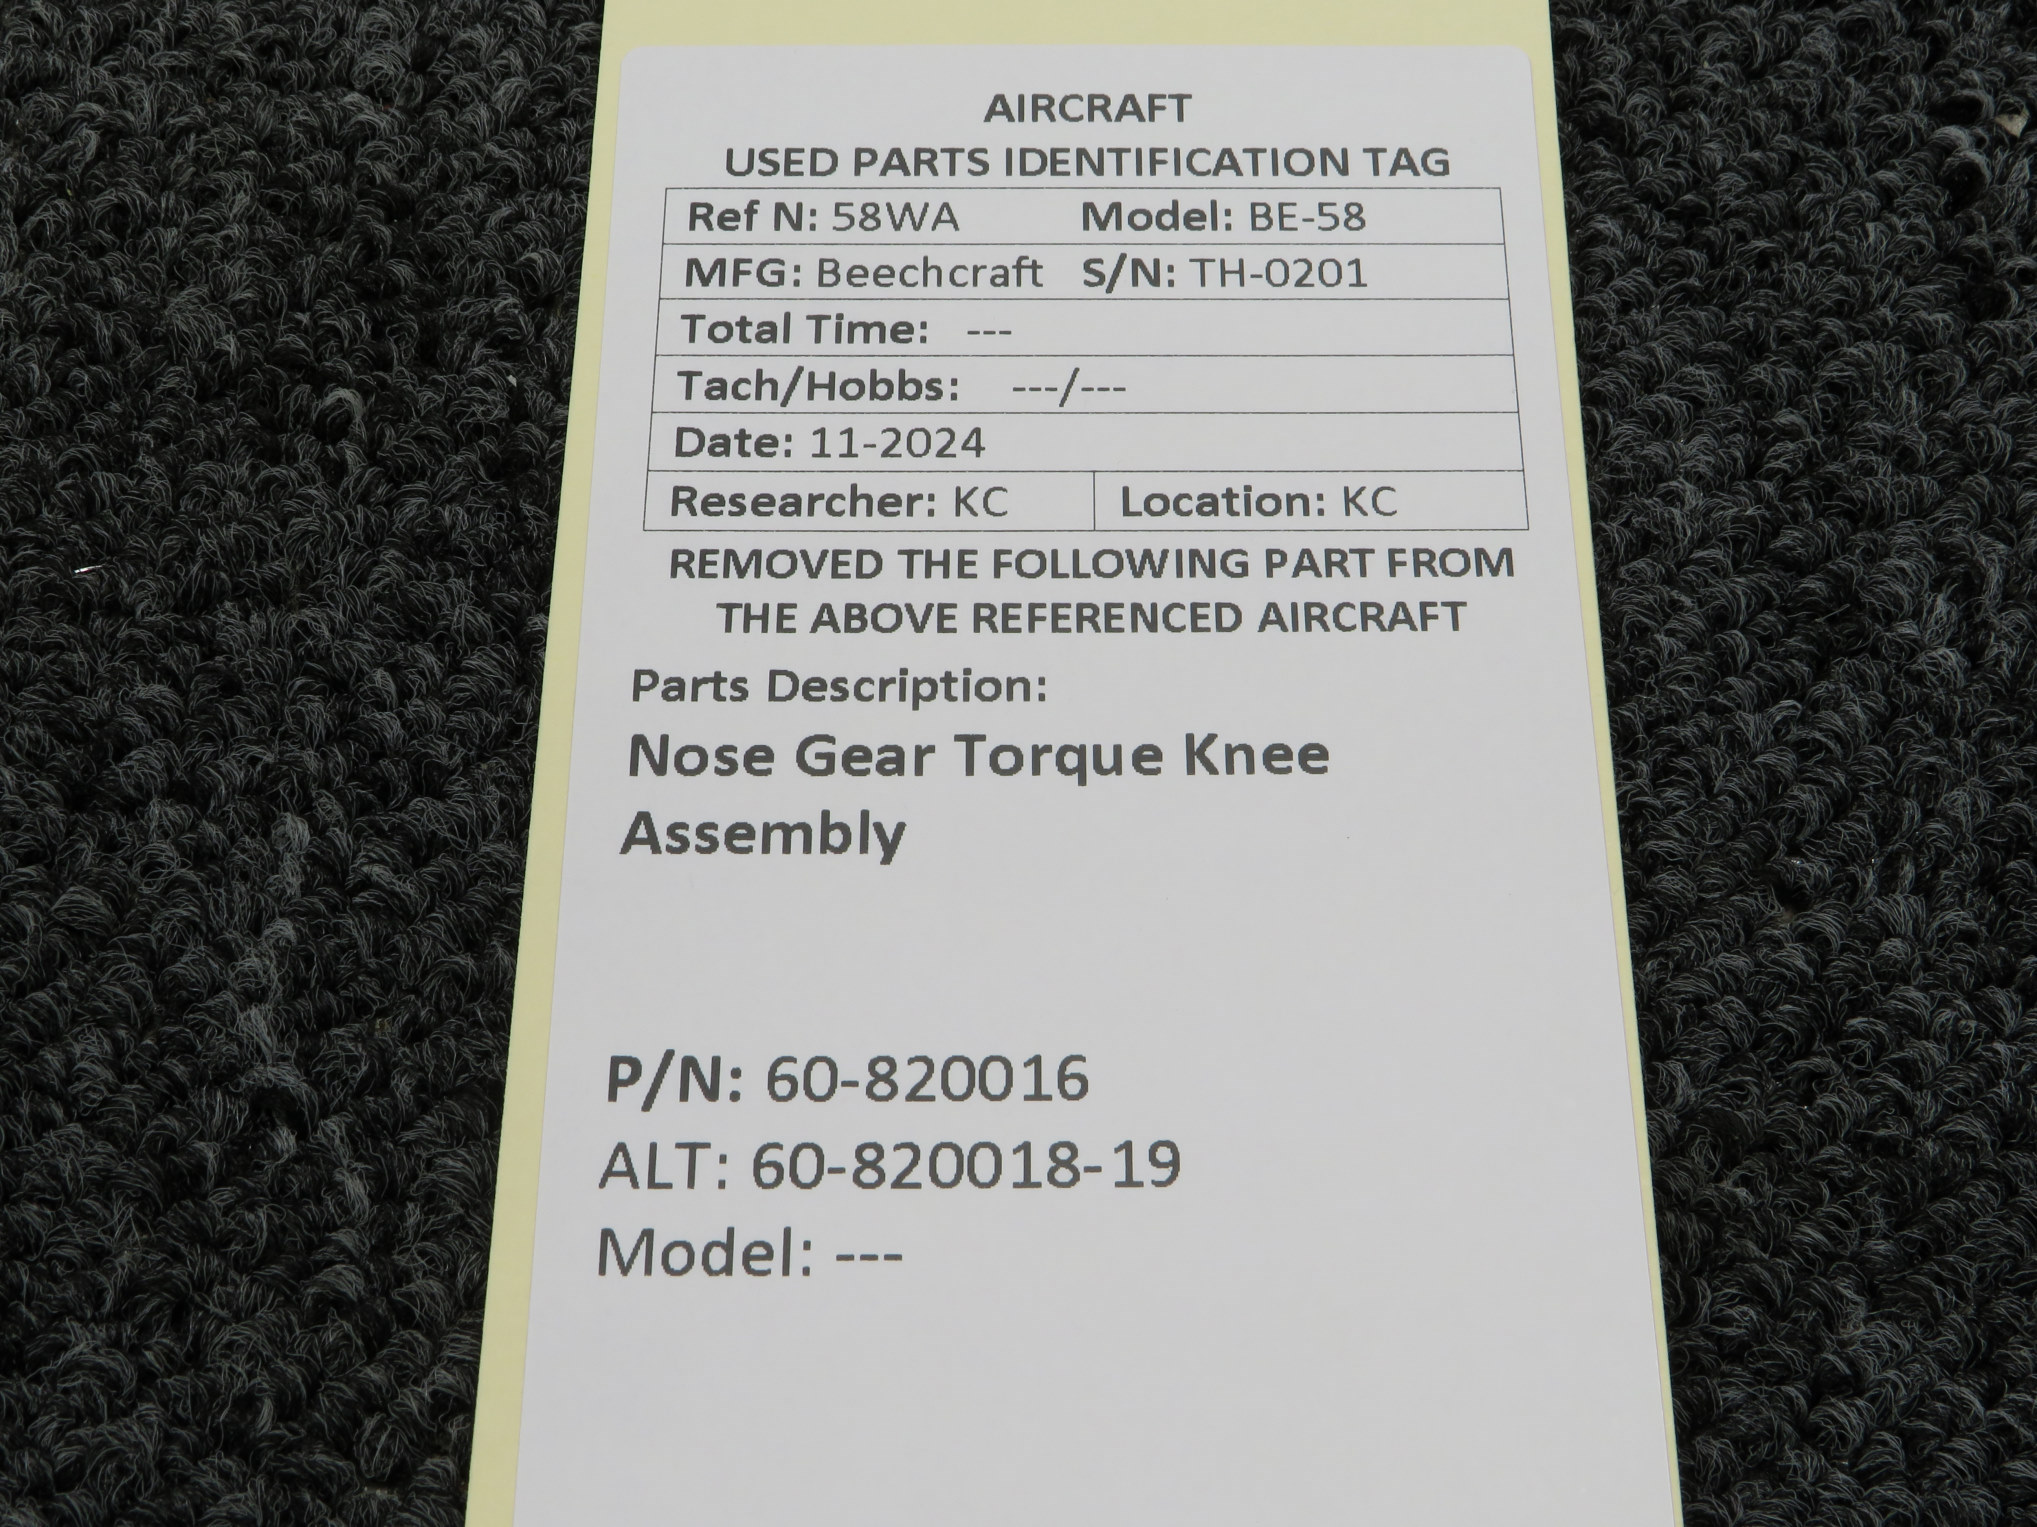 AIRCRAFT
USED PARTS IDENTIFICATION TAG
Ref N: 58WA Model: BE-58
MFG: Beechcraft S/N: TH-0201
Total Time: ---
Tach/Hobbs: ---/---
Date: 11-2024
Researcher: KC Location: KC
REMOVED THE FOLLOWING PART FROM
THE ABOVE REFERENCED AIRCRAFT
Parts Description:
Nose Gear Torque Knee
Assembly
P/N: 60-820016
ALT: 60-820018-19
Model: ---